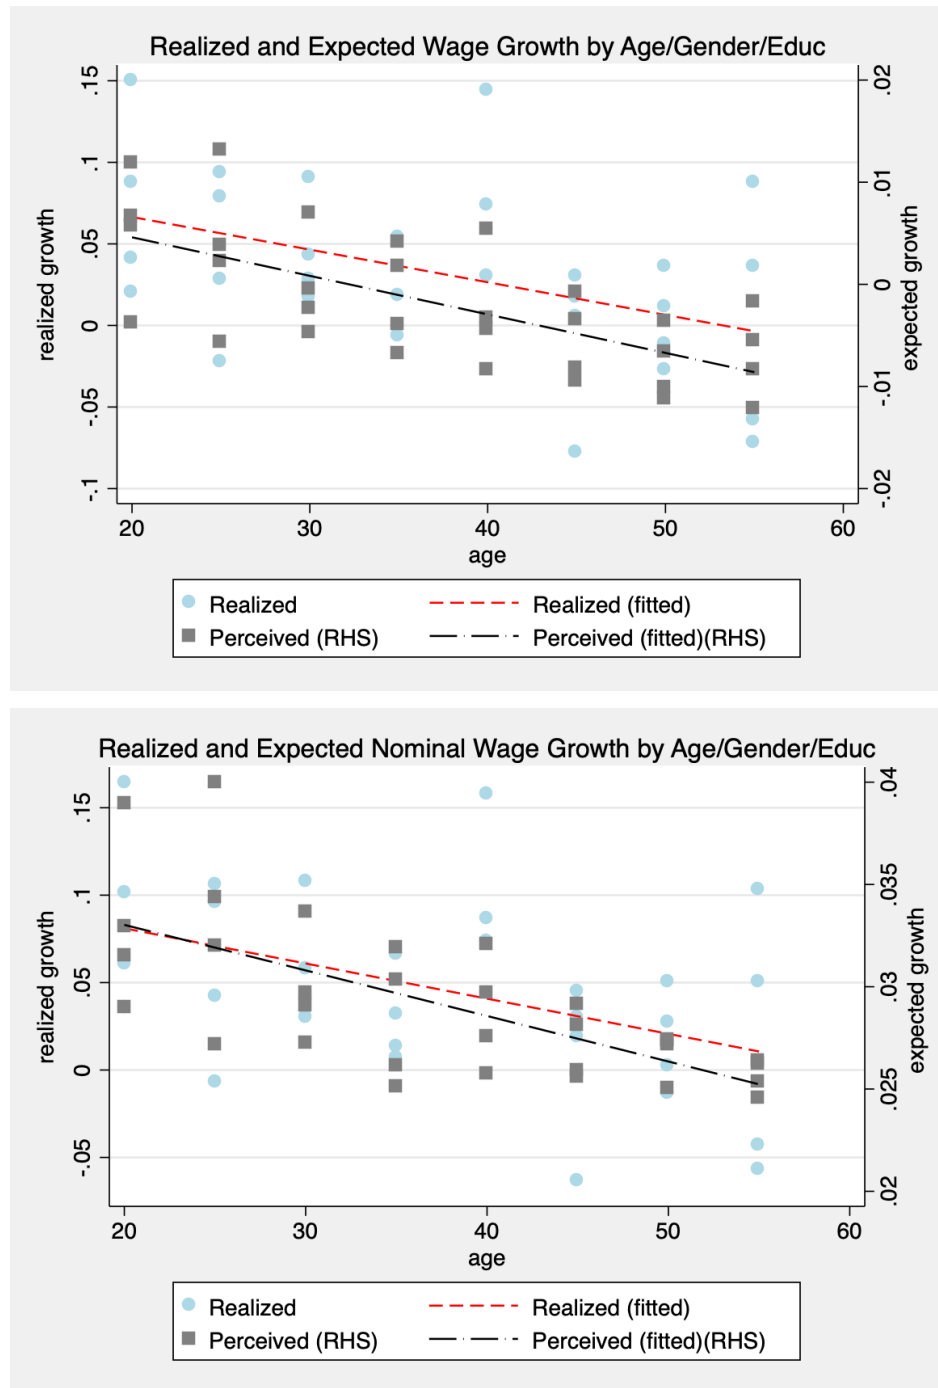 Realized and Expected Wage Growth by Age/Gender/Educ
realized growth
.15
.1
.05
0
-.05
-.1
.02
.01
0
-.01
-.02
expected growth
20 30 40 50 60
age
Realized Realized (fitted)
Perceived (RHS) Perceived (fitted)(RHS)
Realized and Expected Nominal Wage Growth by Age/Gender/Educ
realized growth
.15
.1
.05
0
-.05
.04
.035
.03
.025
.02
expected growth
20 30 40 50 60
age
Realized Realized (fitted)
Perceived (RHS) Perceived (fitted)(RHS)